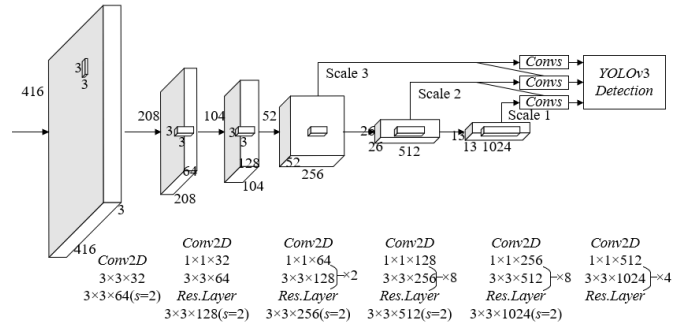 Convs
Scale 3
YOLOv3
Detection
Convs
Scale 2
Convs
Scale 1
3
3
416
208
104
52
26
13
3
3
3
3
64
128
52
26
512
13
1024
256
104
208
3
416
Conv2D
3×3×32
3×3×64(s=2)
Conv2D
1×1×32
3×3×64
Res.Layer
3×3×128(s=2)
Conv2D
1×1×64
3×3×128
×2
Res.Layer
3×3×256(s=2)
Conv2D
1×1×128
3×3×256
×8
Res.Layer
3×3×512(s=2)
Conv2D
1×1×256
3×3×512
×8
Res.Layer
3×3×1024(s=2)
Conv2D
1×1×512
3×3×1024
×4
Res.Layer